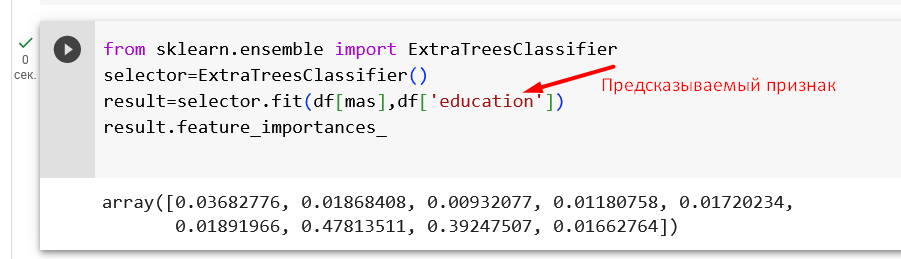 from sklearn.ensemble import ExtraTreesClassifier
0
сек.
selector=ExtraTreesClassifier()
result=selector.fit(df[mas],df['education'])
Предсказываемый признак
result.feature_importances_
array([0.03682776, 0.01868408, 0.00932077, 0.01180758, 0.01720234,
0.01891966, 0.47813511, 0.39247507, 0.01662764])